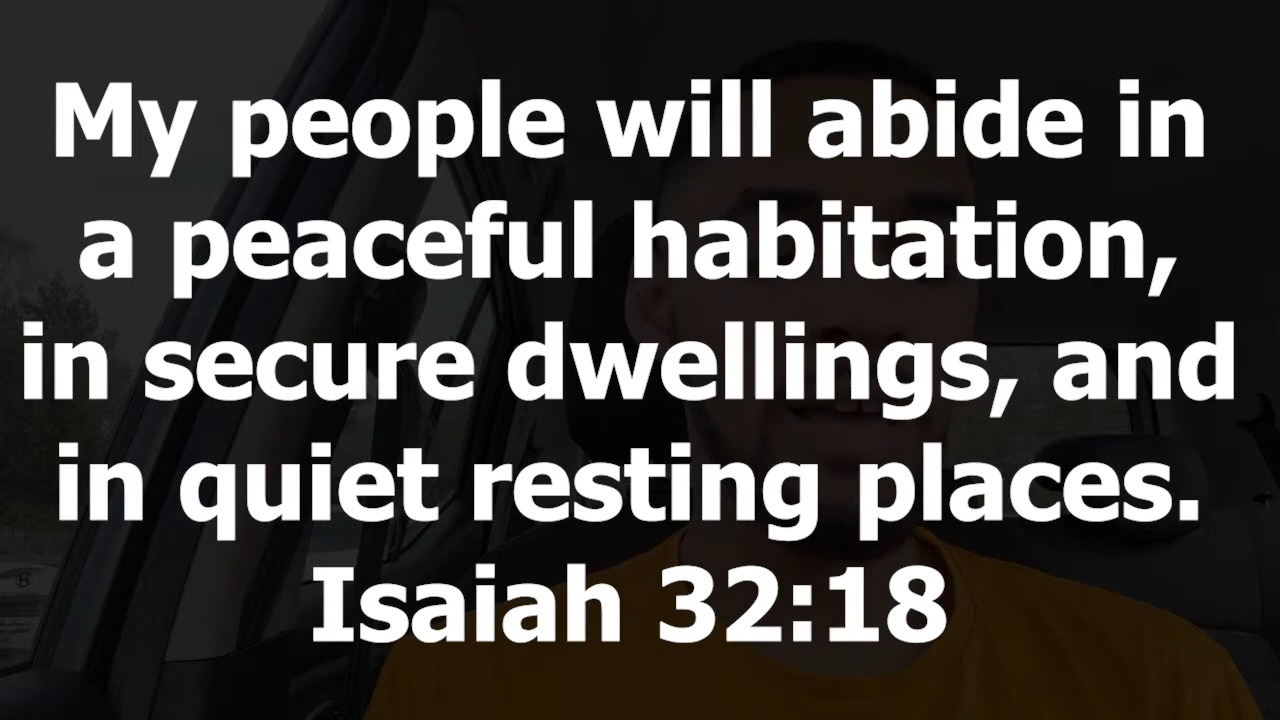 My people will abide in
a peaceful habitation,
in secure dwellings, and
in quiet resting places.
Isaiah 32:18